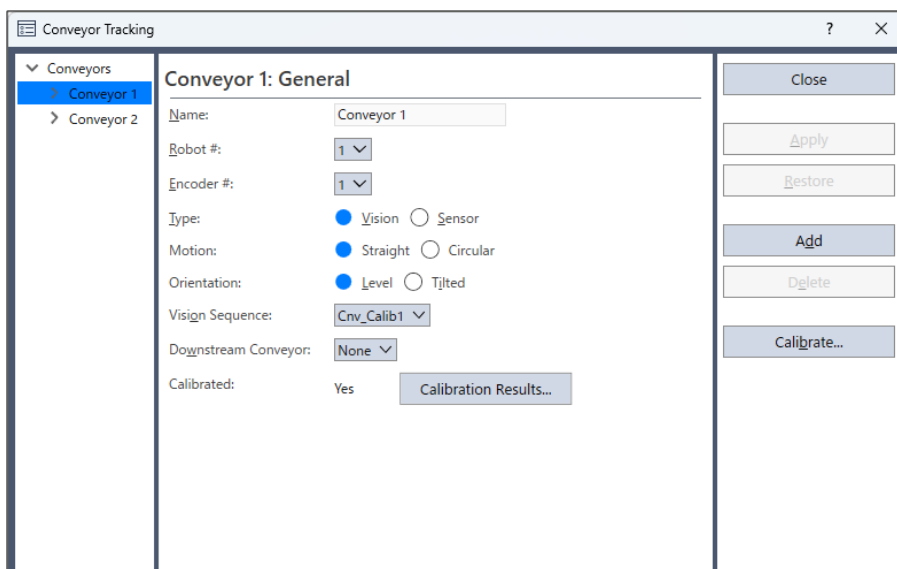 Conveyor Tracking
?
Conveyors
Conveyor 1
Conveyor 2
Conveyor 1: General
Name: Conveyor 1
Robot #: 1
Encoder #: 1
Type: Vision Sensor
Motion: Straight Circular
Orientation: Level Tilted
Vision Sequence: Cnv_Calib1
Downstream Conveyor: None
Calibrated: Yes Calibration Results...
Close
Apply
Restore
Add
Delete
Calibrate...